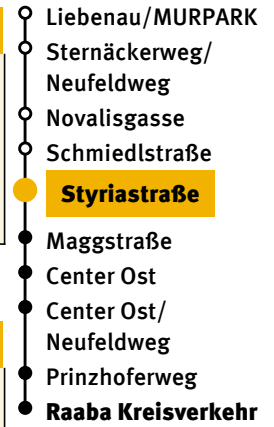 Liebenau/MURPARK
Sternäckerweg/
Neufeldweg
Novalisgasse
Schmiedlstraße
Styriastraße
Maggstraße
Center Ost
Center Ost/
Neufeldweg
Prinzhoferweg
Raaba Kreisverkehr